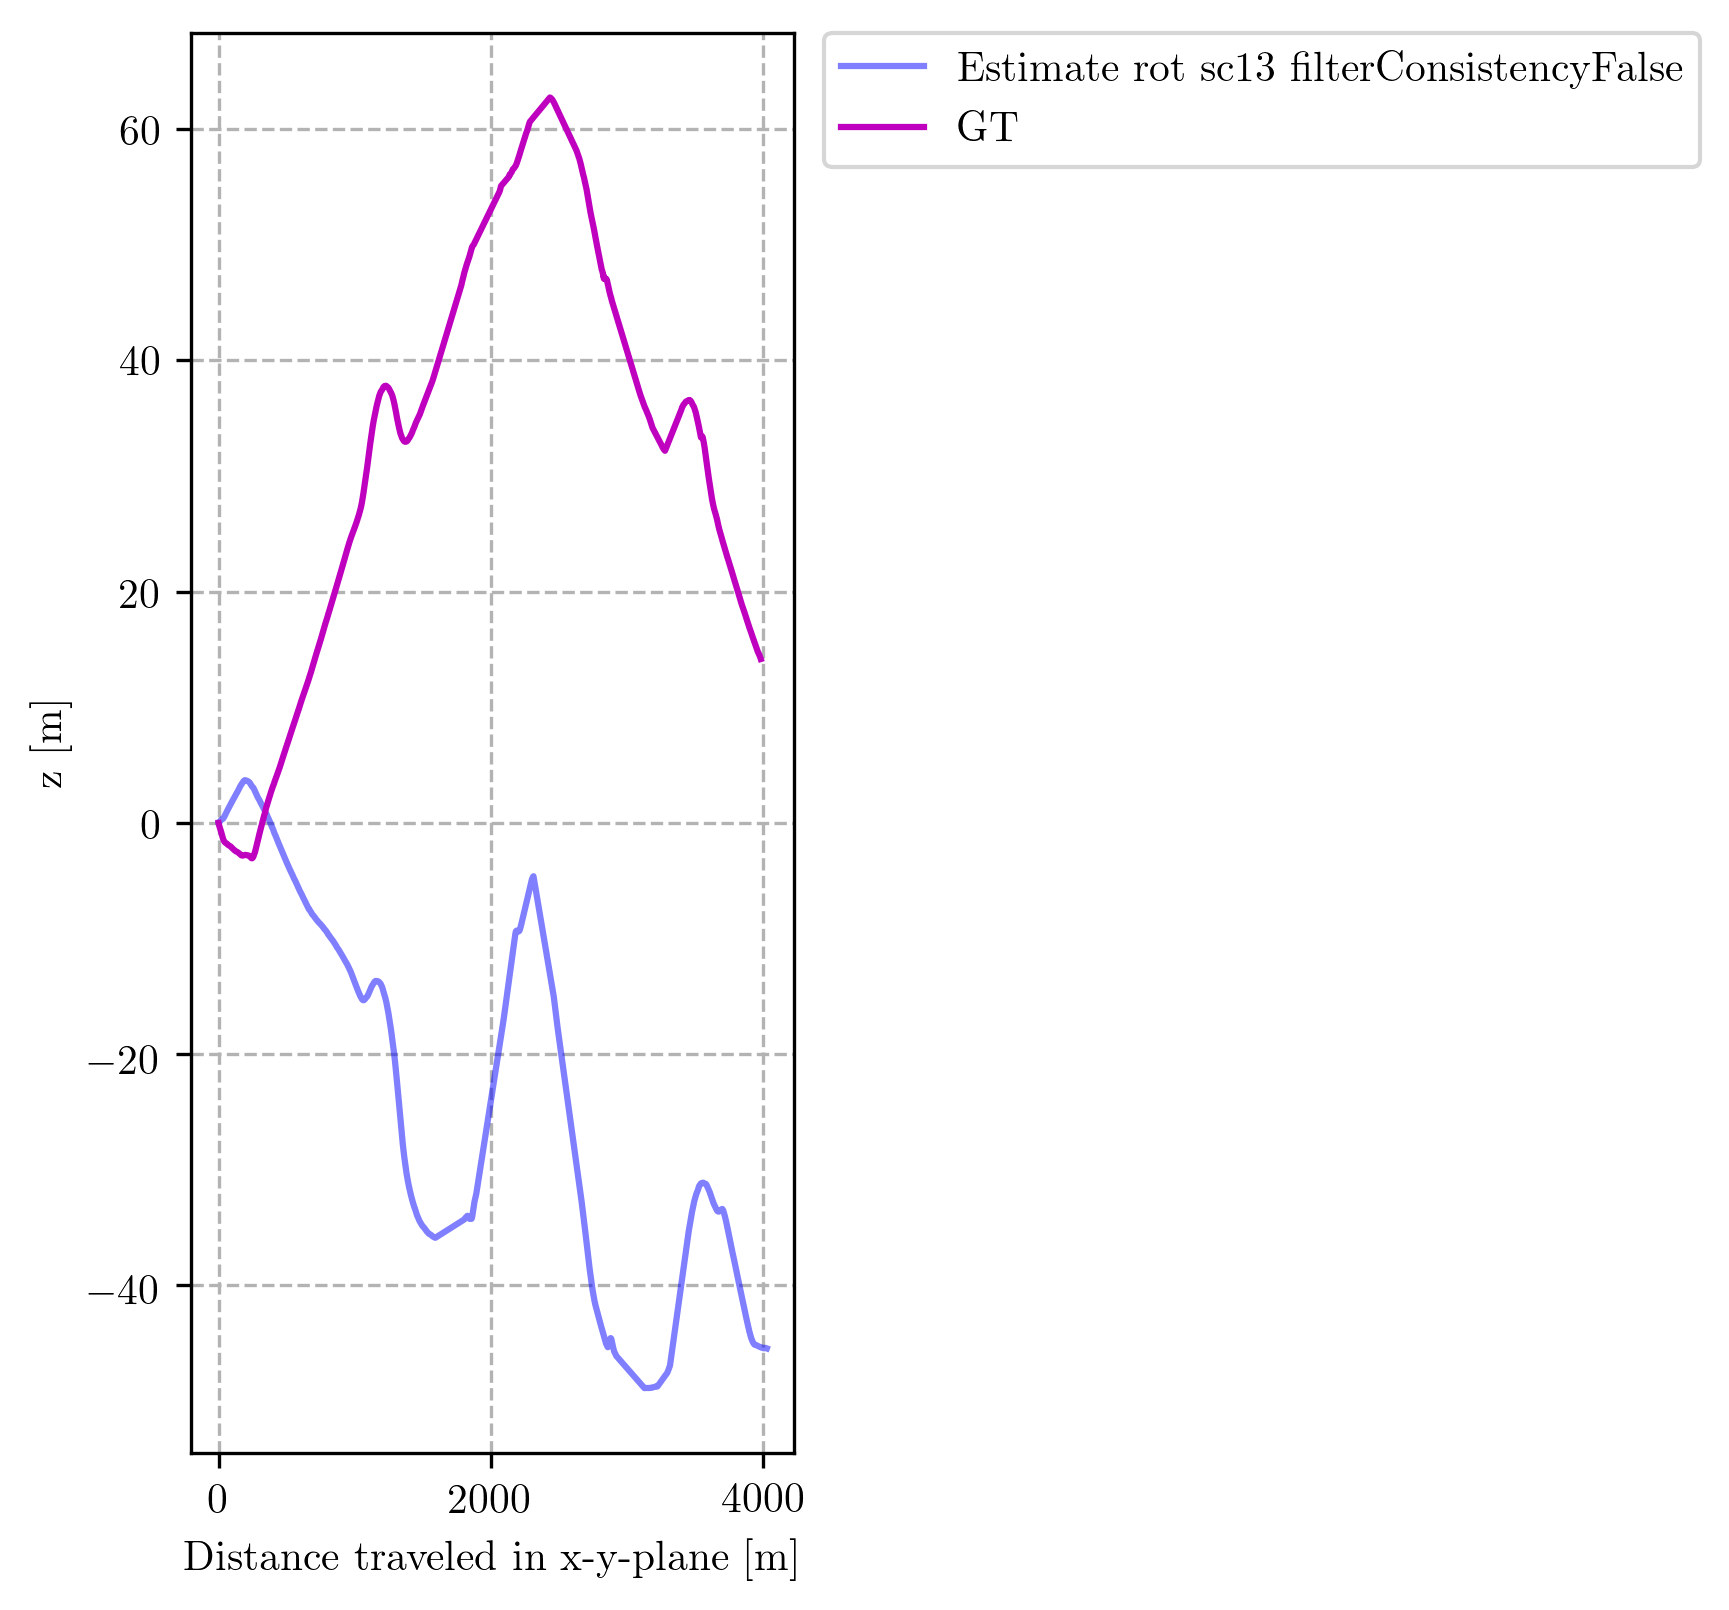 Estimate rot sc13 filterConsistencyFalse
GT
60
40
20
0
−20
−40
z [m]
0 2000 4000
Distance traveled in x-y-plane [m]